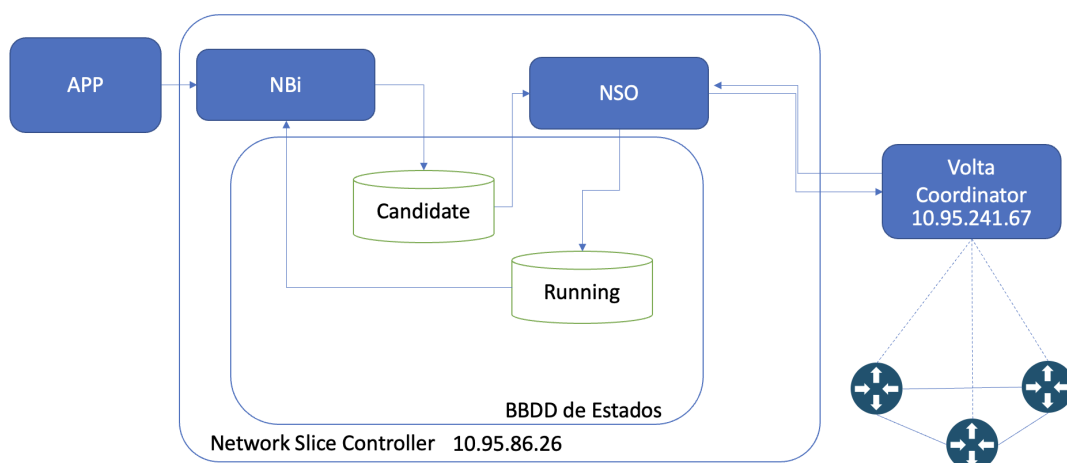 APP
NBi
NSO
Candidate
Running
BBDD de Estados
Network Slice Controller 10.95.86.26
Volta
Coordinator
10.95.241.67